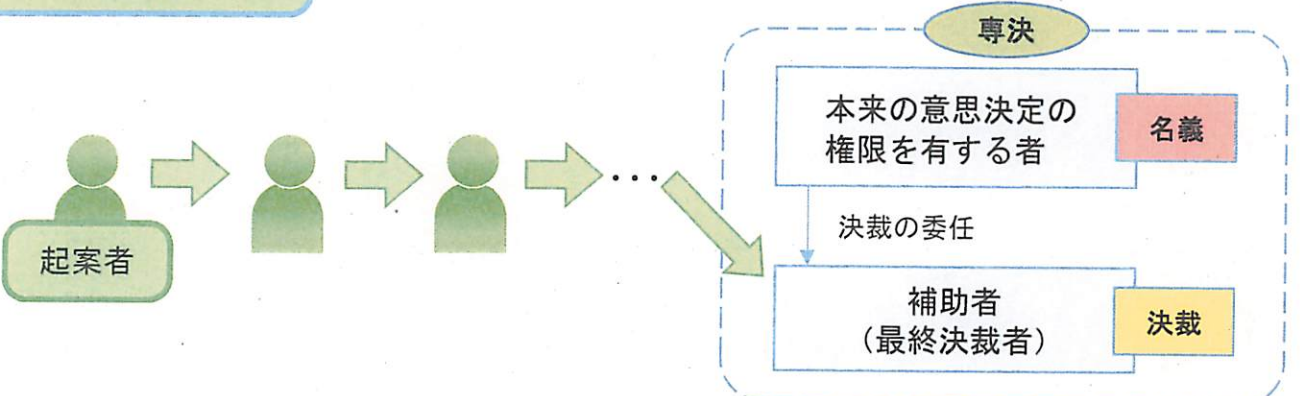 専決
本来の意思決定の
権限を有する者
名義
決裁の委任
起案者
補助者
（最終決裁者）
決裁